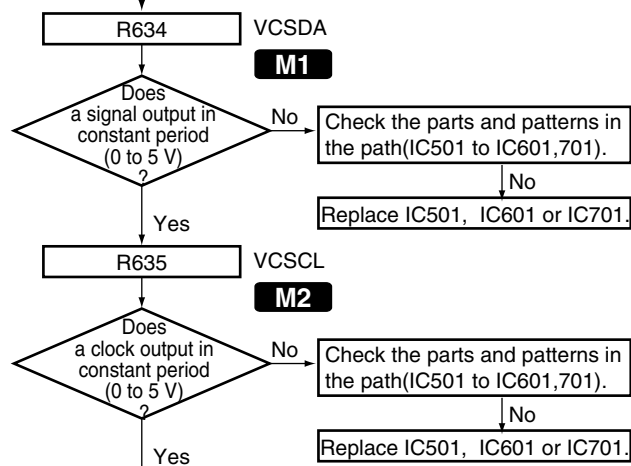 R634 VCSDA
M1
Does
a signal output in
constant period
(0 to 5 V)
?
No
Check the parts and patterns in
the path(IC501 to IC601,701).
No
Replace IC501, IC601 or IC701.
Yes
R635 VCSCL
M2
Does
a clock output in
constant period
(0 to 5 V)
?
No
Check the parts and patterns in
the path(IC501 to IC601,701).
No
Replace IC501, IC601 or IC701.
Yes